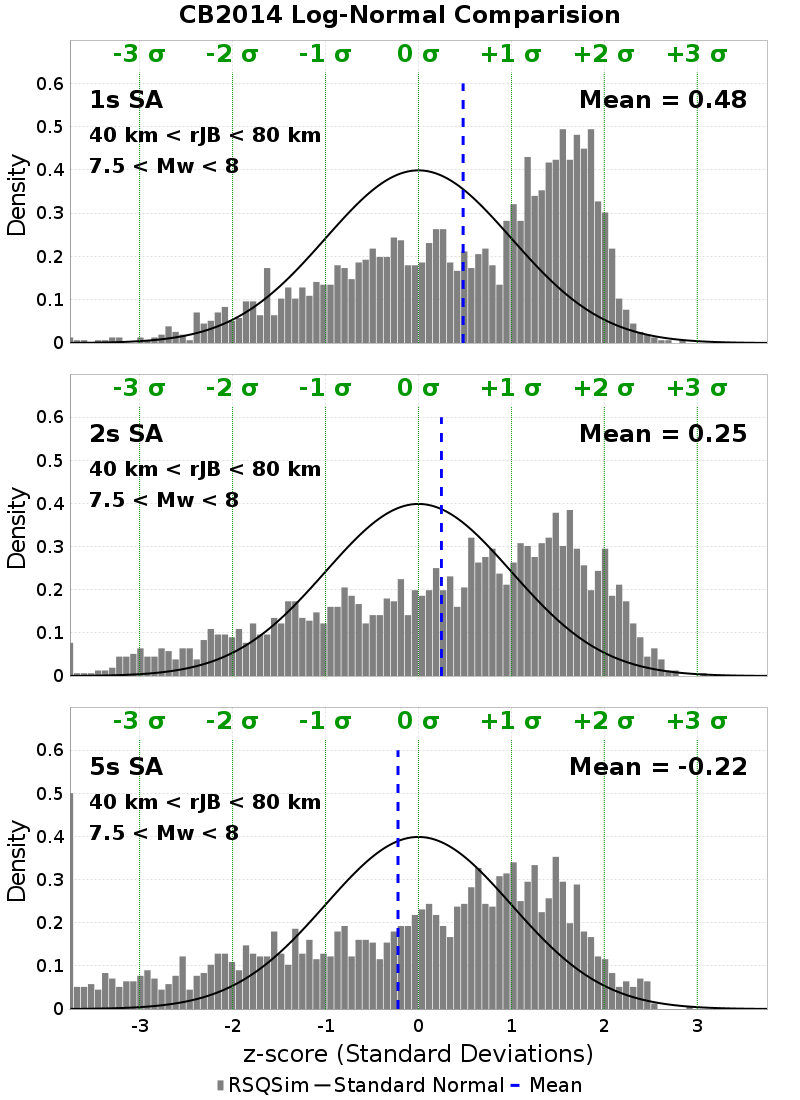 CB2014 Log-Normal Comparision
-3 σ -2 σ -1 σ 0 σ +1 σ +2 σ +3 σ
1s SA
Mean = 0.48
40 km < rJB < 80 km
7.5 < Mw < 8
0.6
0.5
0.4
0.3
0.2
0.1
0
Density
-3 σ -2 σ -1 σ 0 σ +1 σ +2 σ +3 σ
2s SA
Mean = 0.25
40 km < rJB < 80 km
7.5 < Mw < 8
0.6
0.5
0.4
0.3
0.2
0.1
0
Density
-3 σ -2 σ -1 σ 0 σ +1 σ +2 σ +3 σ
5s SA
Mean = -0.22
40 km < rJB < 80 km
7.5 < Mw < 8
0.6
0.5
0.4
0.3
0.2
0.1
0
Density
-3 -2 -1 0 1 2 3
z-score (Standard Deviations)
RSQSim Standard Normal Mean